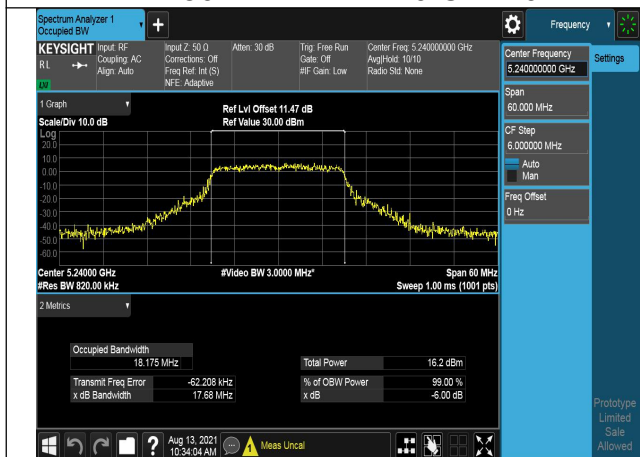 Spectrum Analyzer 1
Occupied BW
Frequency
KEYSIGHT
R L
LXI
Input: RF
Coupling: AC
Align: Auto
Input Z: 50 Ω
Corrections: Off
Freq Ref: Int (S)
NFE: Adaptive
Atten: 30 dB
Trig: Free Run
Gate: Off
#IF Gain: Low
Center Freq: 5.240000000 GHz
Avg|Hold: 10/10
Radio Std: None
Center Frequency
5.240000000 GHz
Settings
Span
60.000 MHz
CF Step
6.000000 MHz
Auto
Man
Freq Offset
0 Hz
1 Graph
Scale/Div 10.0 dB
Ref Lvl Offset 11.47 dB
Ref Value 30.00 dBm
Log
20.0
10.0
0.00
-10.0
-20.0
-30.0
-40.0
-50.0
-60.0
Center 5.24000 GHz
#Video BW 3.0000 MHz*
Span 60 MHz
#Res BW 820.00 kHz
Sweep 1.00 ms (1001 pts)
2 Metrics
Occupied Bandwidth
18.175 MHz
Total Power 16.2 dBm
Transmit Freq Error -62.208 kHz
% of OBW Power 99.00 %
x dB Bandwidth 17.68 MHz
x dB -6.00 dB
Aug 13, 2021
10:34:04 AM
1
Meas Uncal
Prototype
Limited
Sale
Allowed